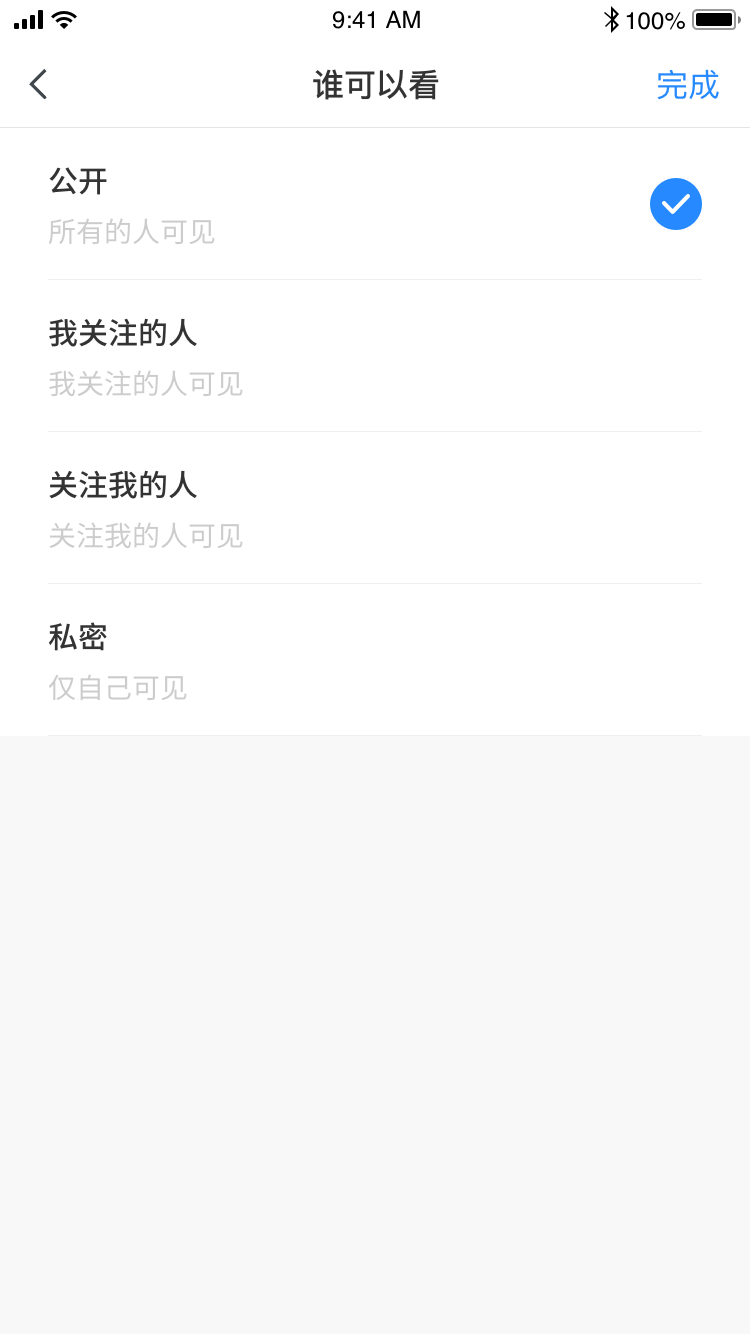 9:41 AM
100%
谁可以看
完成
公开
所有的人可见
我关注的人
我关注的人可见
关注我的人
关注我的人可见
私密
仅自己可见